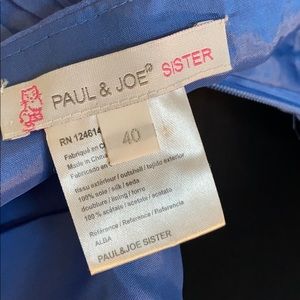 PAUL & JOE® SISTER
40
RN 124614
Fabriqué en C
Made in China
Fabricado en
tissu extérieur / outshell / tejido exterior
100% soie / silk / seda
doublure / lining / forro
100 % acétate / acetate / acetato
Référence / Reference / Referencia
ALBA
PAUL&JOE SISTER